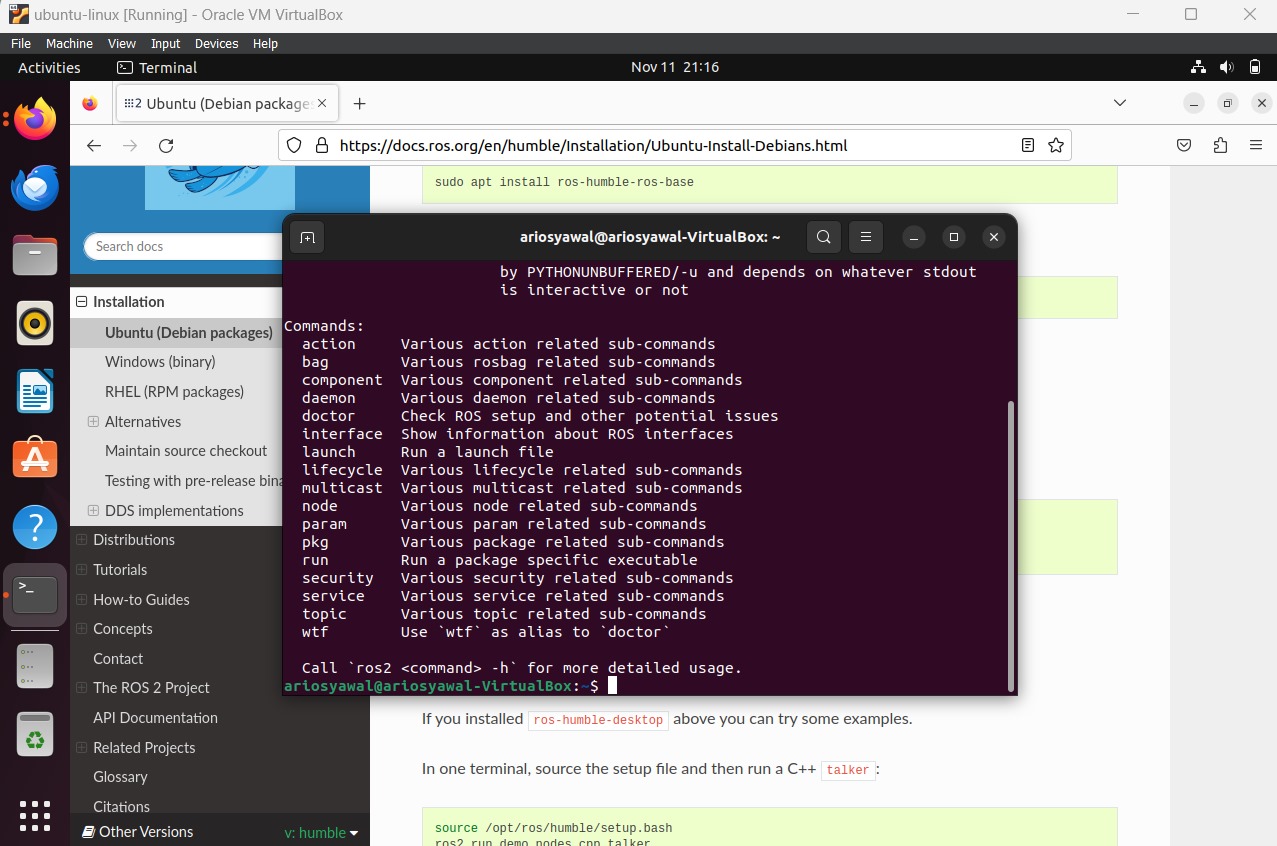 ubuntu-linux [Running] - Oracle VM VirtualBox
File Machine View Input Devices Help
Activities Terminal Nov 11 21:16
Ubuntu (Debian package
https://docs.ros.org/en/humble/Installation/Ubuntu-Install-Debians.html
sudo apt install ros-humble-ros-base
Search docs
Installation
Ubuntu (Debian packages)
Windows (binary)
RHEL (RPM packages)
Alternatives
Maintain source checkout
Testing with pre-release bina
DDS implementations
Distributions
Tutorials
How-to Guides
Concepts
Contact
The ROS 2 Project
API Documentation
Related Projects
Glossary
Citations
Other Versions v: humble
ariosyawal@ariosyawal-VirtualBox: ~
by PYTHONUNBUFFERED/-u and depends on whatever stdout
is interactive or not
Commands:
action Various action related sub-commands
bag Various rosbag related sub-commands
component Various component related sub-commands
daemon Various daemon related sub-commands
doctor Check ROS setup and other potential issues
interface Show information about ROS interfaces
launch Run a launch file
lifecycle Various lifecycle related sub-commands
multicast Various multicast related sub-commands
node Various node related sub-commands
param Various param related sub-commands
pkg Various package related sub-commands
run Run a package specific executable
security Various security related sub-commands
service Various service related sub-commands
topic Various topic related sub-commands
wtf Use `wtf` as alias to `doctor`
Call `ros2 <command> -h` for more detailed usage.
ariosyawal@ariosyawal-VirtualBox:~$
If you installed ros-humble-desktop above you can try some examples.
In one terminal, source the setup file and then run a C++ talker:
source /opt/ros/humble/setup.bash
ros2 run demo_nodes_cpp talker